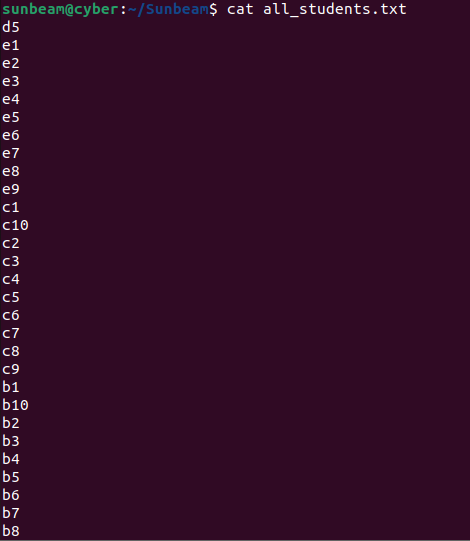 sunbeam@cyber:~/Sunbeam$ cat all_students.txt
d5
e1
e2
e3
e4
e5
e6
e7
e8
e9
c1
c10
c2
c3
c4
c5
c6
c7
c8
c9
b1
b10
b2
b3
b4
b5
b6
b7
b8